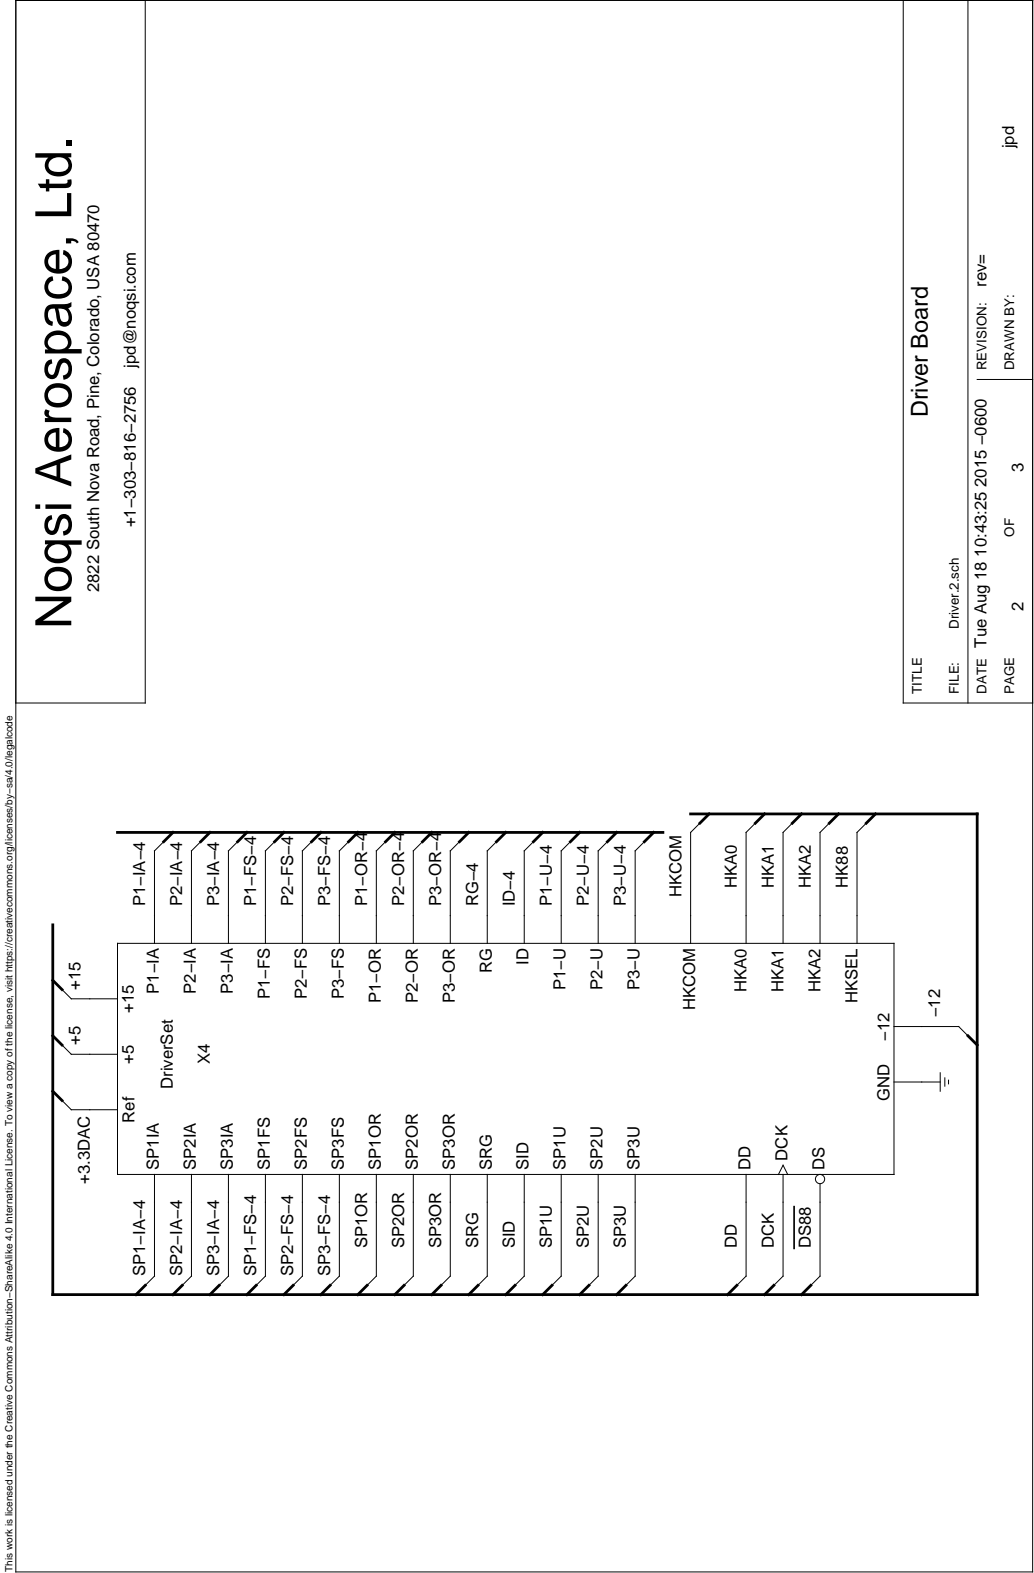 This work is licensed under the Creative Commons Attribution−ShareAlike 4.0 International License. To view a copy of the license, visit https://creativecommons.org/licenses/by−sa/4.0/legalcode
Noqsi Aerospace, Ltd.
2822 South Nova Road, Pine, Colorado, USA 80470
+1−303−816−2756 jpd@noqsi.com
+3.3DAC
+5
+15
Ref
+5
+15
DriverSet
X4
SP1−IA−4
SP2−IA−4
SP3−IA−4
SP1−FS−4
SP2−FS−4
SP3−FS−4
SP1OR
SP2OR
SP3OR
SRG
SID
SP1U
SP2U
SP3U
DD
DCK
DS88
SP1IA
SP2IA
SP3IA
SP1FS
SP2FS
SP3FS
SP1OR
SP2OR
SP3OR
SRG
SID
SP1U
SP2U
SP3U
DD
DCK
DS
P1−IA
P2−IA
P3−IA
P1−FS
P2−FS
P3−FS
P1−OR
P2−OR
P3−OR
RG
ID
P1−U
P2−U
P3−U
HKCOM
HKA0
HKA1
HKA2
HKSEL
P1−IA−4
P2−IA−4
P3−IA−4
P1−FS−4
P2−FS−4
P3−FS−4
P1−OR−4
P2−OR−4
P3−OR−4
RG−4
ID−4
P1−U−4
P2−U−4
P3−U−4
HKCOM
HKA0
HKA1
HKA2
HK88
GND
−12
−12
TITLE
Driver Board
FILE: Driver.2.sch
DATE Tue Aug 18 10:43:25 2015 −0600
REVISION: rev=
PAGE 2 OF 3
DRAWN BY: jpd